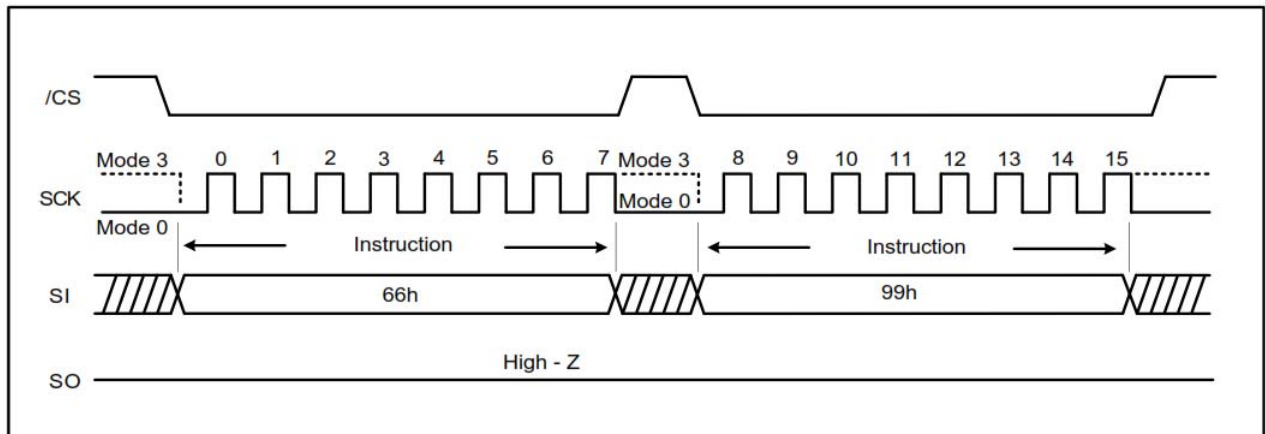 /CS
Mode 3 0 1 2 3 4 5 6 7 Mode 3 8 9 10 11 12 13 14 15
SCK
Mode 0
Mode 0
Instruction Instruction
SI 66h 99h
High - Z
SO